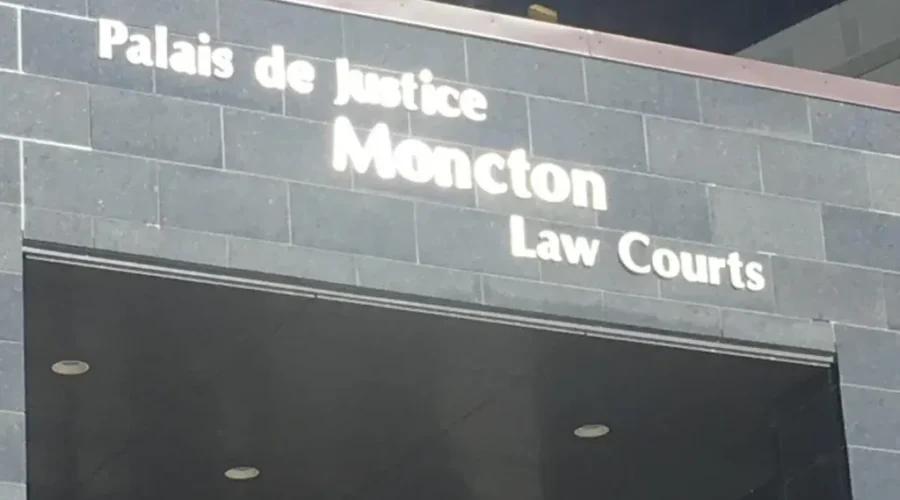 Palais de Justice
Moncton
Law Courts